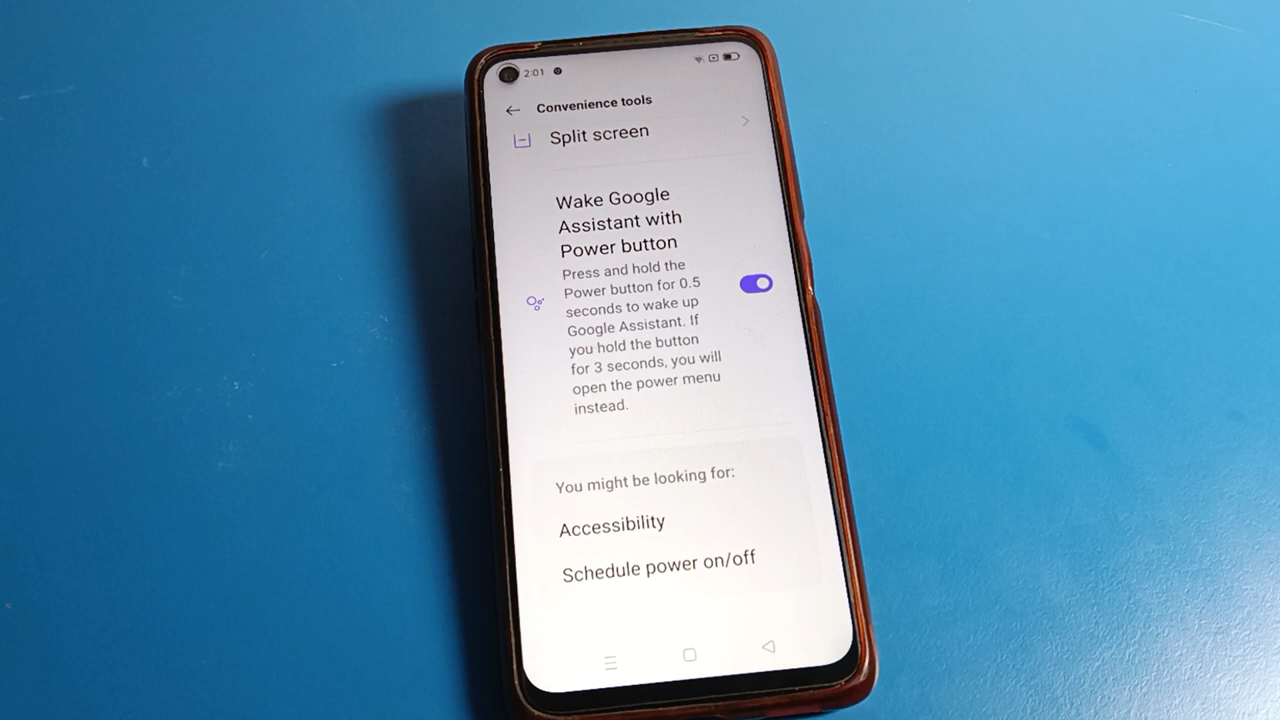 2:01
Convenience tools
Split screen
Wake Google
Assistant with
Power button
Press and hold the
Power button for 0.5
seconds to wake up
Google Assistant. If
you hold the button
for 3 seconds, you will
open the power menu
instead.
You might be looking for:
Accessibility
Schedule power on/off